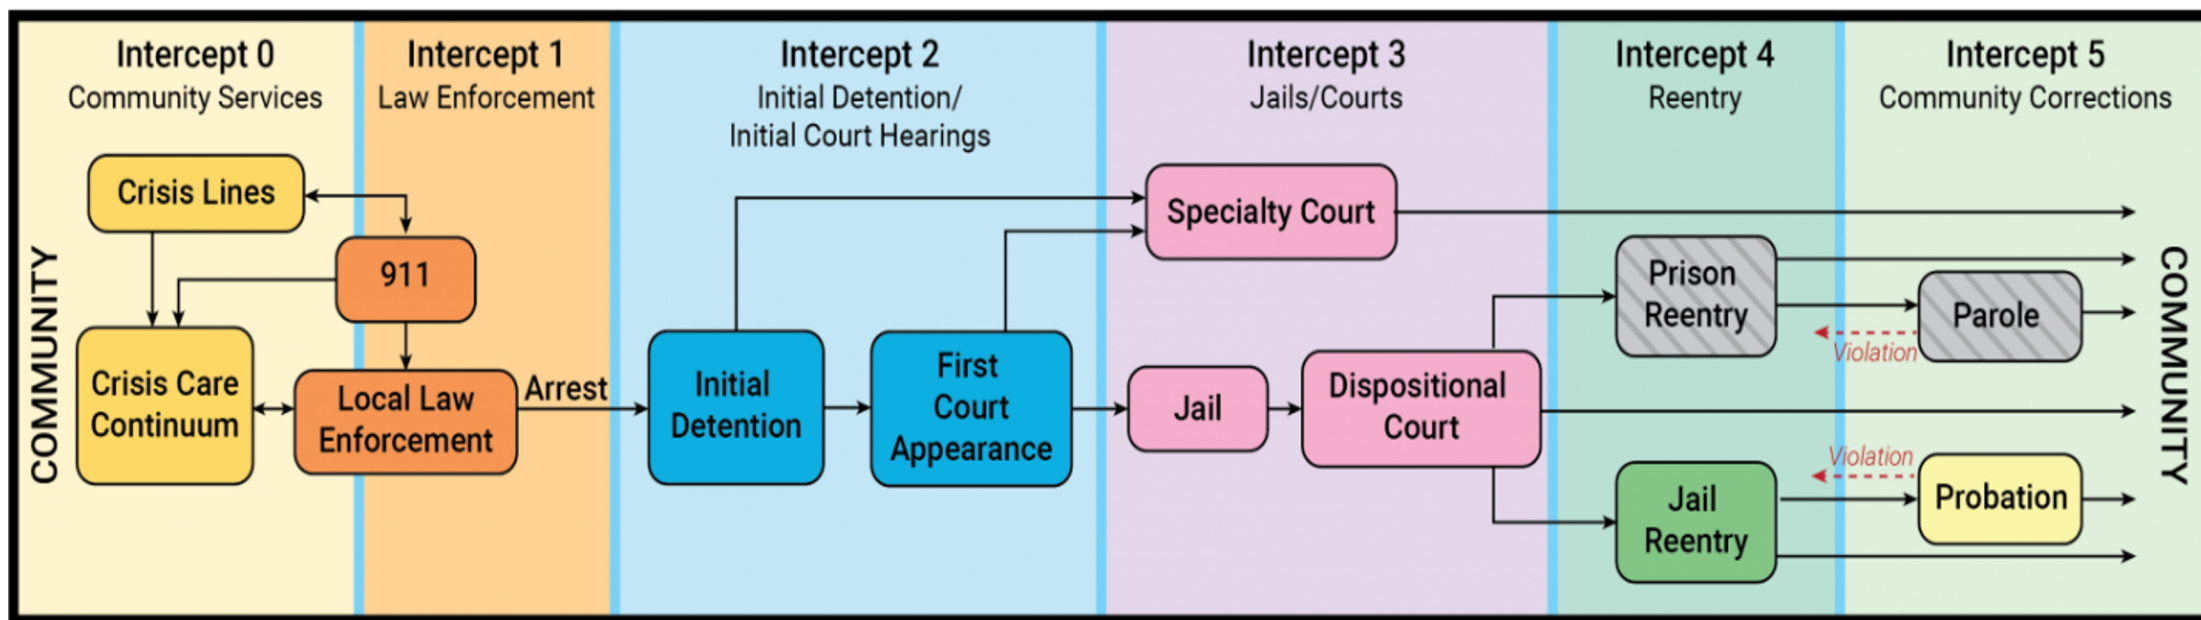 Intercept 0
Community Services
Intercept 1
Law Enforcement
Intercept 2
Initial Detention/
Initial Court Hearings
Intercept 3
Jails/Courts
Intercept 4
Reentry
Intercept 5
Community Corrections
COMMUNITY
Crisis Lines
911
Crisis Care
Continuum
Local Law
Enforcement
Arrest
Initial
Detention
First
Court
Appearance
Specialty Court
Jail
Dispositional
Court
Prison
Reentry
Parole
Violation
Jail
Reentry
Violation
Probation
COMMUNITY